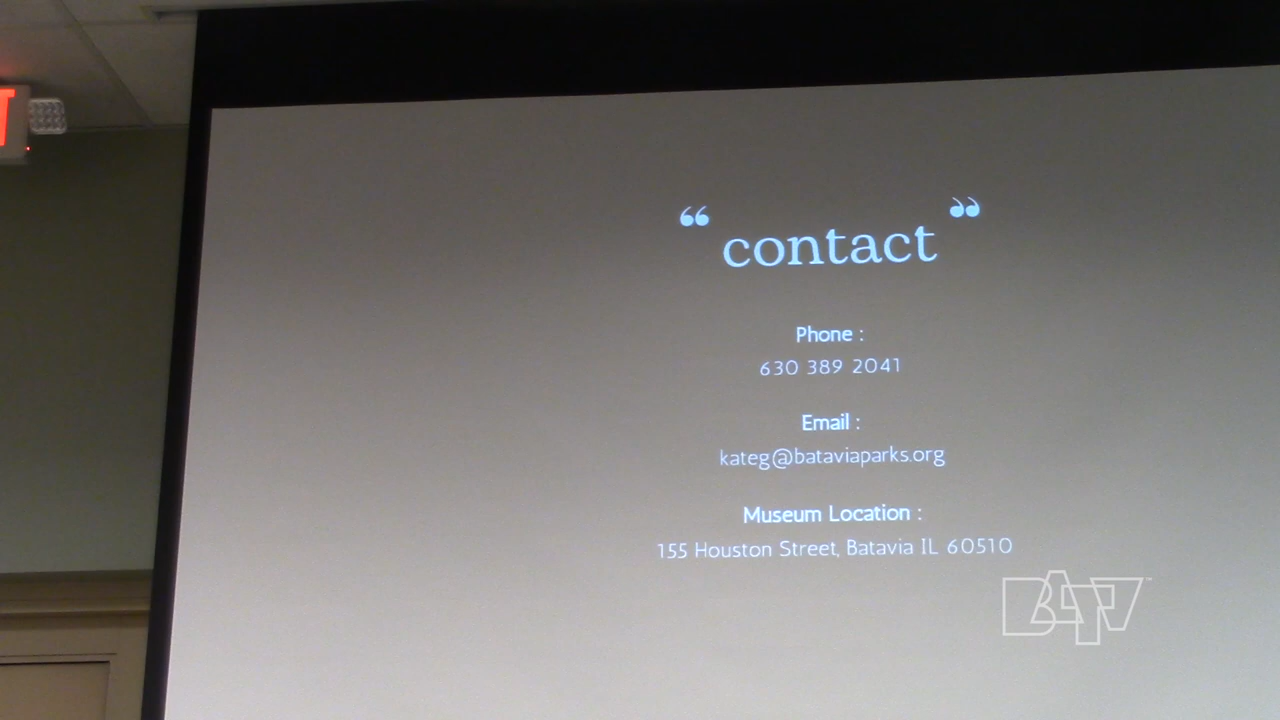 “contact”
Phone :
630 389 2041
Email :
kateg@bataviaparks.org
Museum Location :
155 Houston Street, Batavia IL 60510
BATV